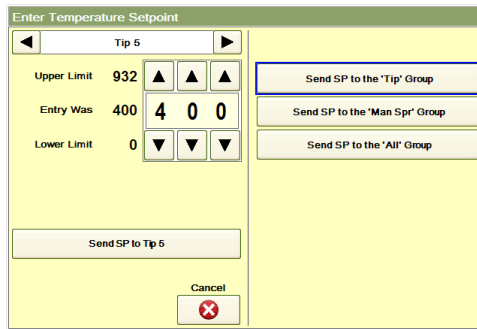 Enter Temperature Setpoint
Tip 5
Upper Limit 932
Entry Was 400 4 0 0
Lower Limit 0
Send SP to Tip 5
Cancel
Send SP to the 'Tip' Group
Send SP to the 'Man Spr' Group
Send SP to the 'All' Group